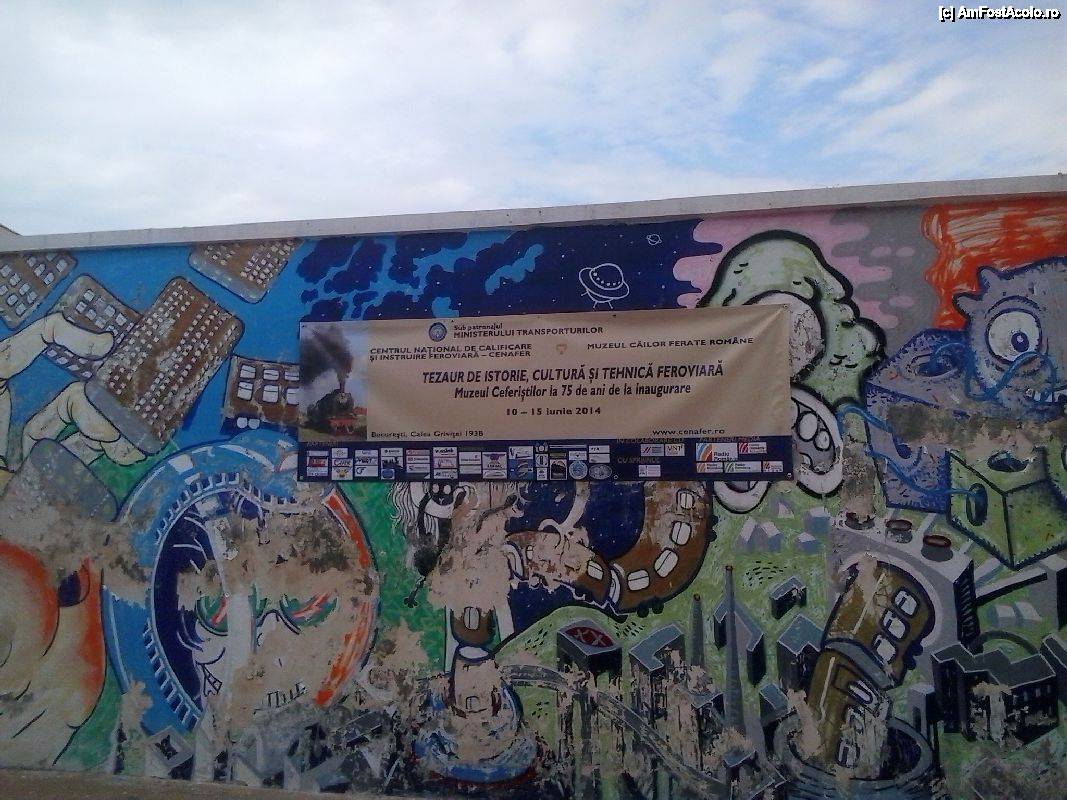 [c] AmFostAcolo.ro
Sub patronajul
MINISTERULUI TRANSPORTURILOR
CENTRUL NAȚIONAL DE CALIFICARE
ȘI INSTRUIRE FEROVIARĂ – CENAFER
MUZEUL CĂILOR FERATE ROMÂNE
TEZAUR DE ISTORIE, CULTURĂ ȘI TEHNICĂ FEROVIARĂ
Muzeul Ceferiștilor la 75 de ani de la inaugurare
10 – 15 iunie 2014
București, Calea Griviței 193B
www.cenafer.ro